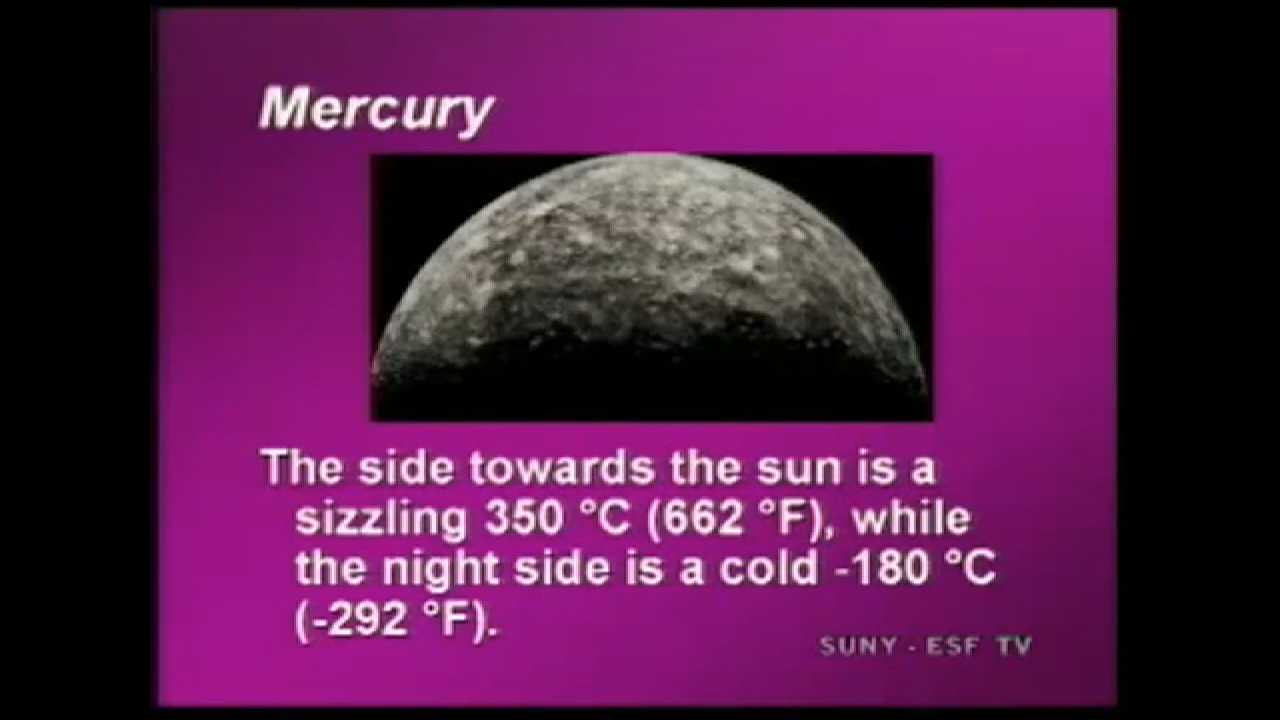 Mercury
The side towards the sun is a
sizzling 350 °C (662 °F), while
the night side is a cold -180 °C
(-292 °F).
SUNY - ESF TV